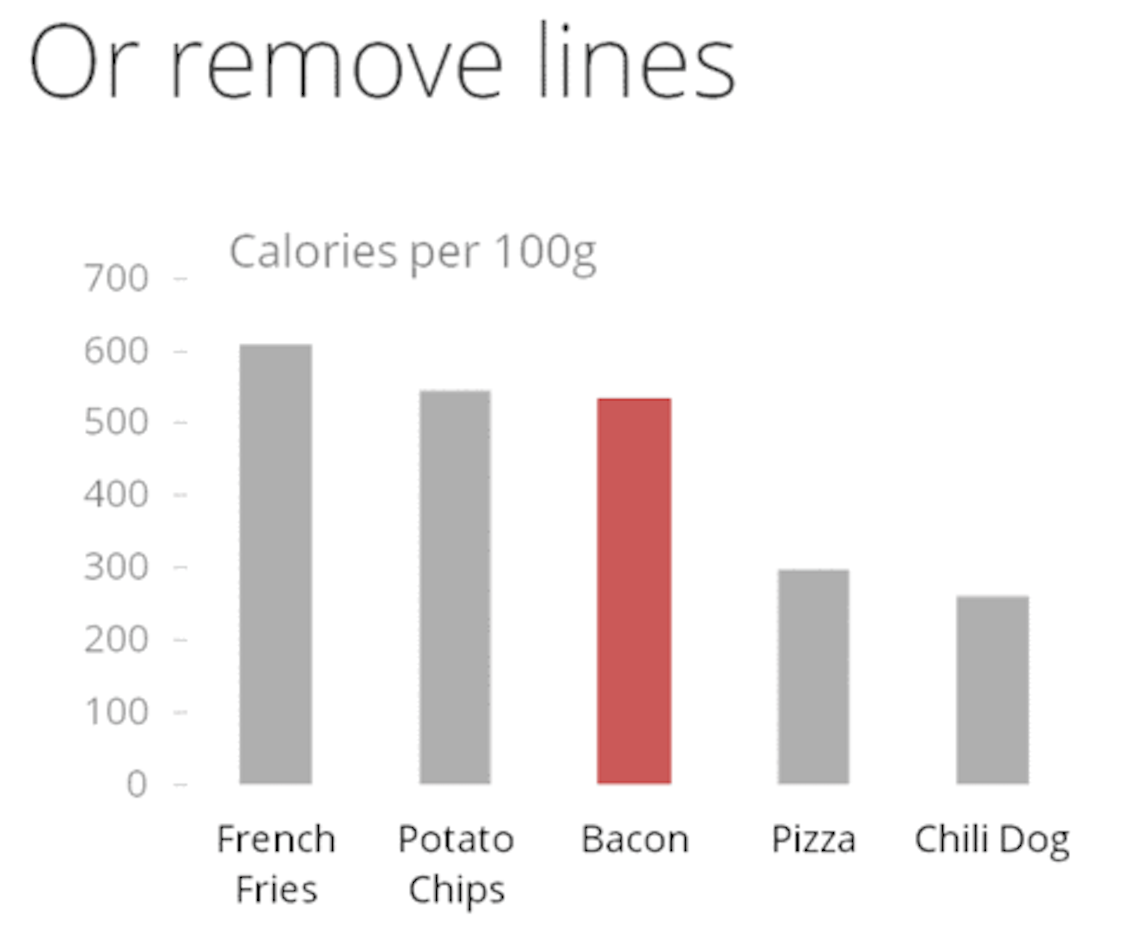 Or remove lines
Calories per 100g
700
600
500
400
300
200
100
0
French
Fries
Potato
Chips
Bacon
Pizza
Chili Dog